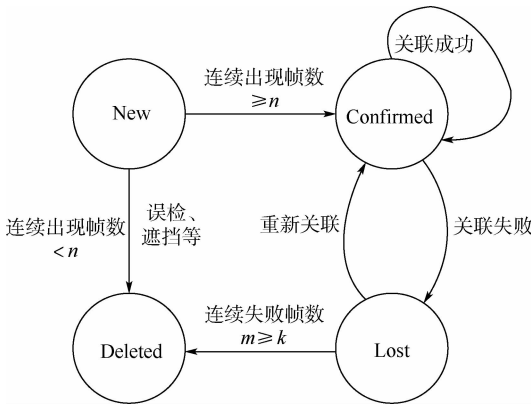 关联成功
连续出现帧数
≥n
New
Confirmed
连续出现帧数
<n
误检、
遮挡等
重新关联
关联失败
连续失败帧数
m≥k
Deleted
Lost